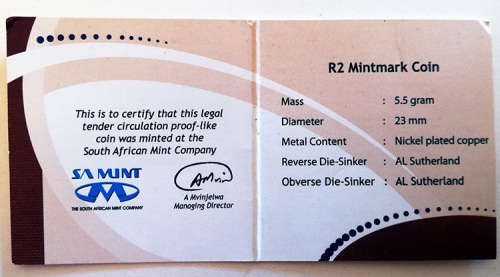 This is to certify that this legal
tender circulation proof-like
coin was minted at the
South African Mint Company
SA MINT
THE SOUTH AFRICAN MINT COMPANY
A Mvinjelwa
Managing Director
R2 Mintmark Coin
Mass : 5.5 gram
Diameter : 23 mm
Metal Content : Nickel plated copper
Reverse Die-Sinker : AL Sutherland
Obverse Die-Sinker : AL Sutherland